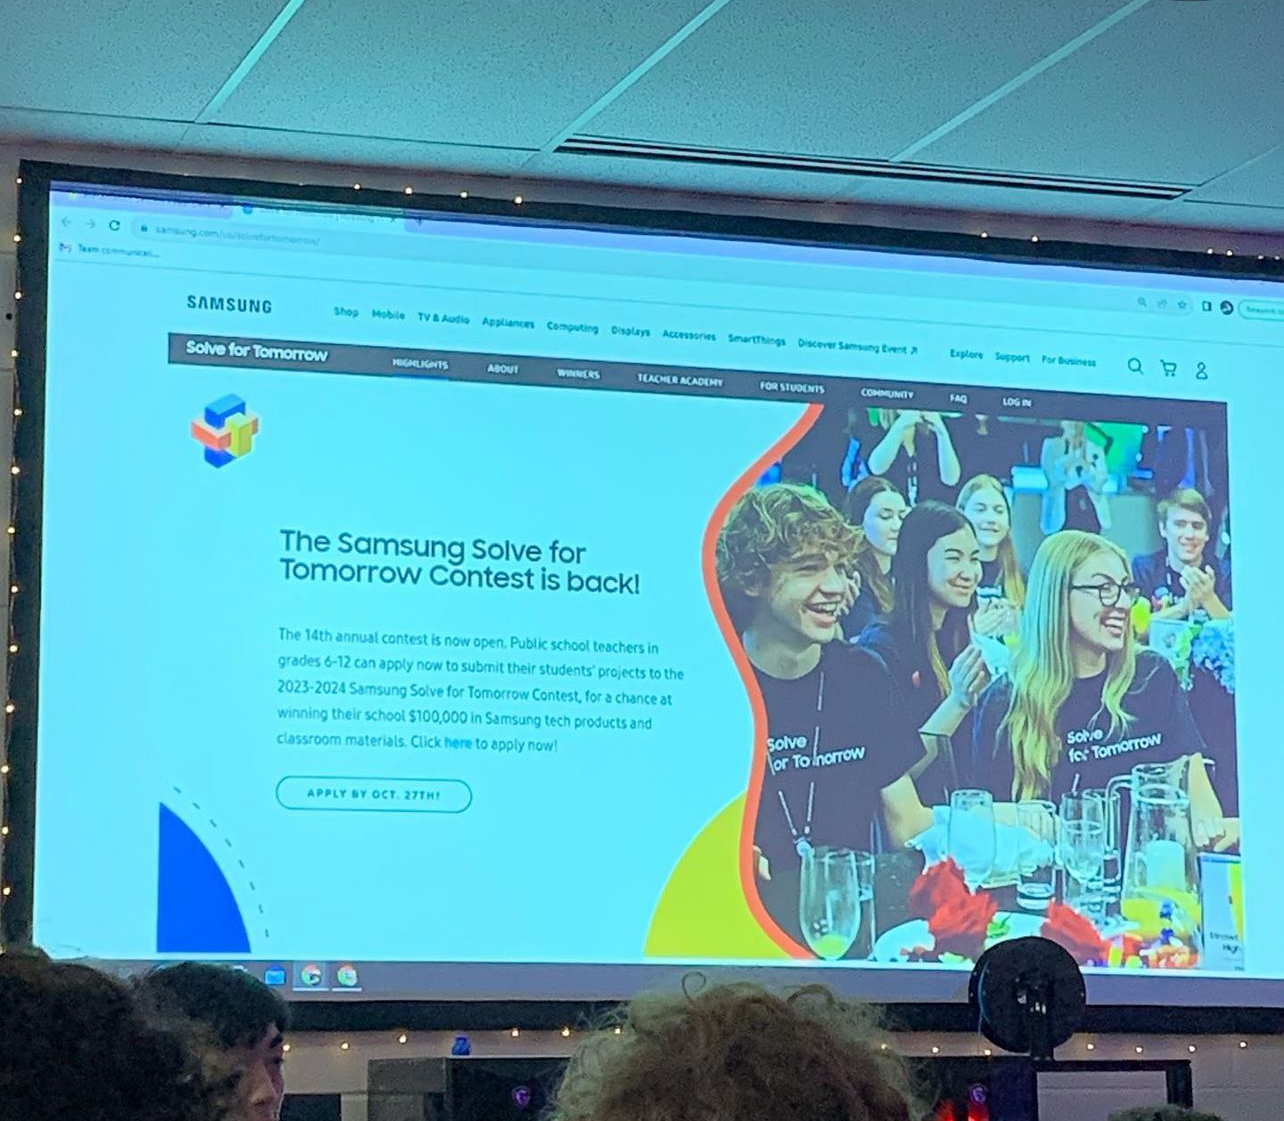 samsung.com/us/solvefortomorrow/
Team communicati...
SAMSUNG
Shop Mobile TV & Audio Appliances Computing Displays Accessories SmartThings Discover Samsung Event ↗ Explore Support For Business
Solve for Tomorrow HIGHLIGHTS ABOUT WINNERS TEACHER ACADEMY FOR STUDENTS COMMUNITY FAQ LOG IN
The Samsung Solve for
Tomorrow Contest is back!
The 14th annual contest is now open. Public school teachers in
grades 6-12 can apply now to submit their students' projects to the
2023-2024 Samsung Solve for Tomorrow Contest, for a chance at
winning their school $100,000 in Samsung tech products and
classroom materials. Click here to apply now!
APPLY BY OCT. 27TH!
Solve
for Tomorrow
Solve
for Tomorrow
High